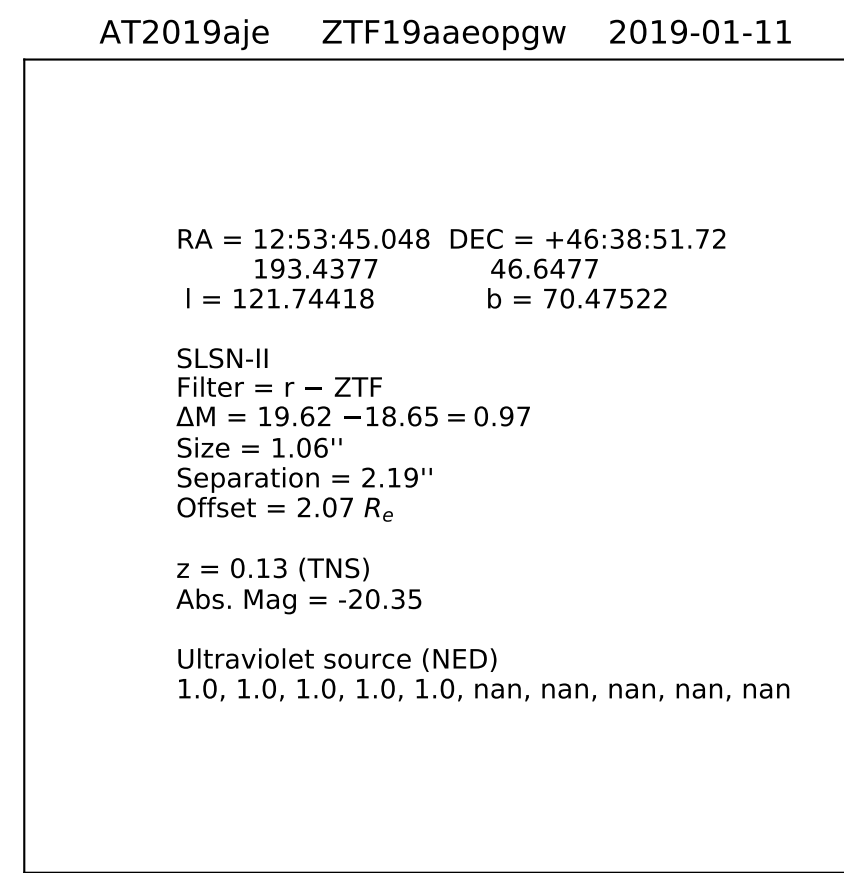 AT2019aje ZTF19aaeopgw 2019-01-11
RA = 12:53:45.048 DEC = +46:38:51.72
193.4377 46.6477
l = 121.74418 b = 70.47522
SLSN-II
Filter = r − ZTF
ΔM = 19.62 −18.65 = 0.97
Size = 1.06''
Separation = 2.19''
Offset = 2.07 Re
z = 0.13 (TNS)
Abs. Mag = -20.35
Ultraviolet source (NED)
1.0, 1.0, 1.0, 1.0, 1.0, nan, nan, nan, nan, nan